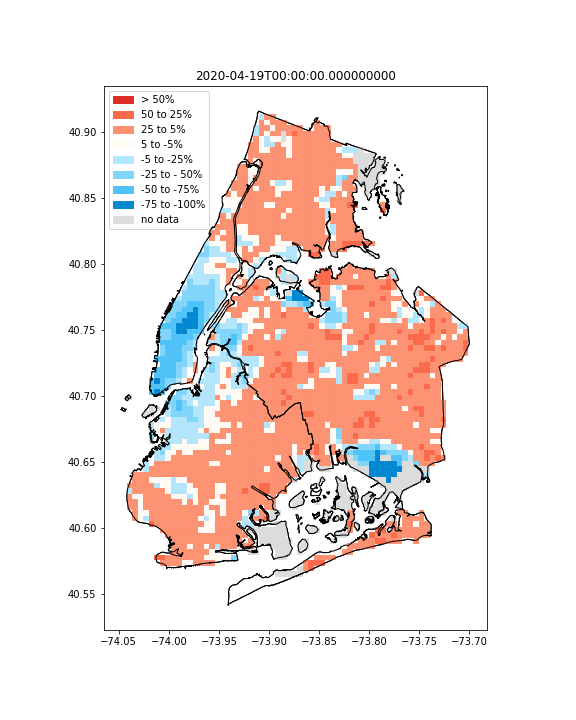 2020-04-19T00:00:00.000000000
> 50%
50 to 25%
25 to 5%
5 to -5%
-5 to -25%
-25 to - 50%
-50 to -75%
-75 to -100%
no data
40.90
40.85
40.80
40.75
40.70
40.65
40.60
40.55
−74.05 −74.00 −73.95 −73.90 −73.85 −73.80 −73.75 −73.70